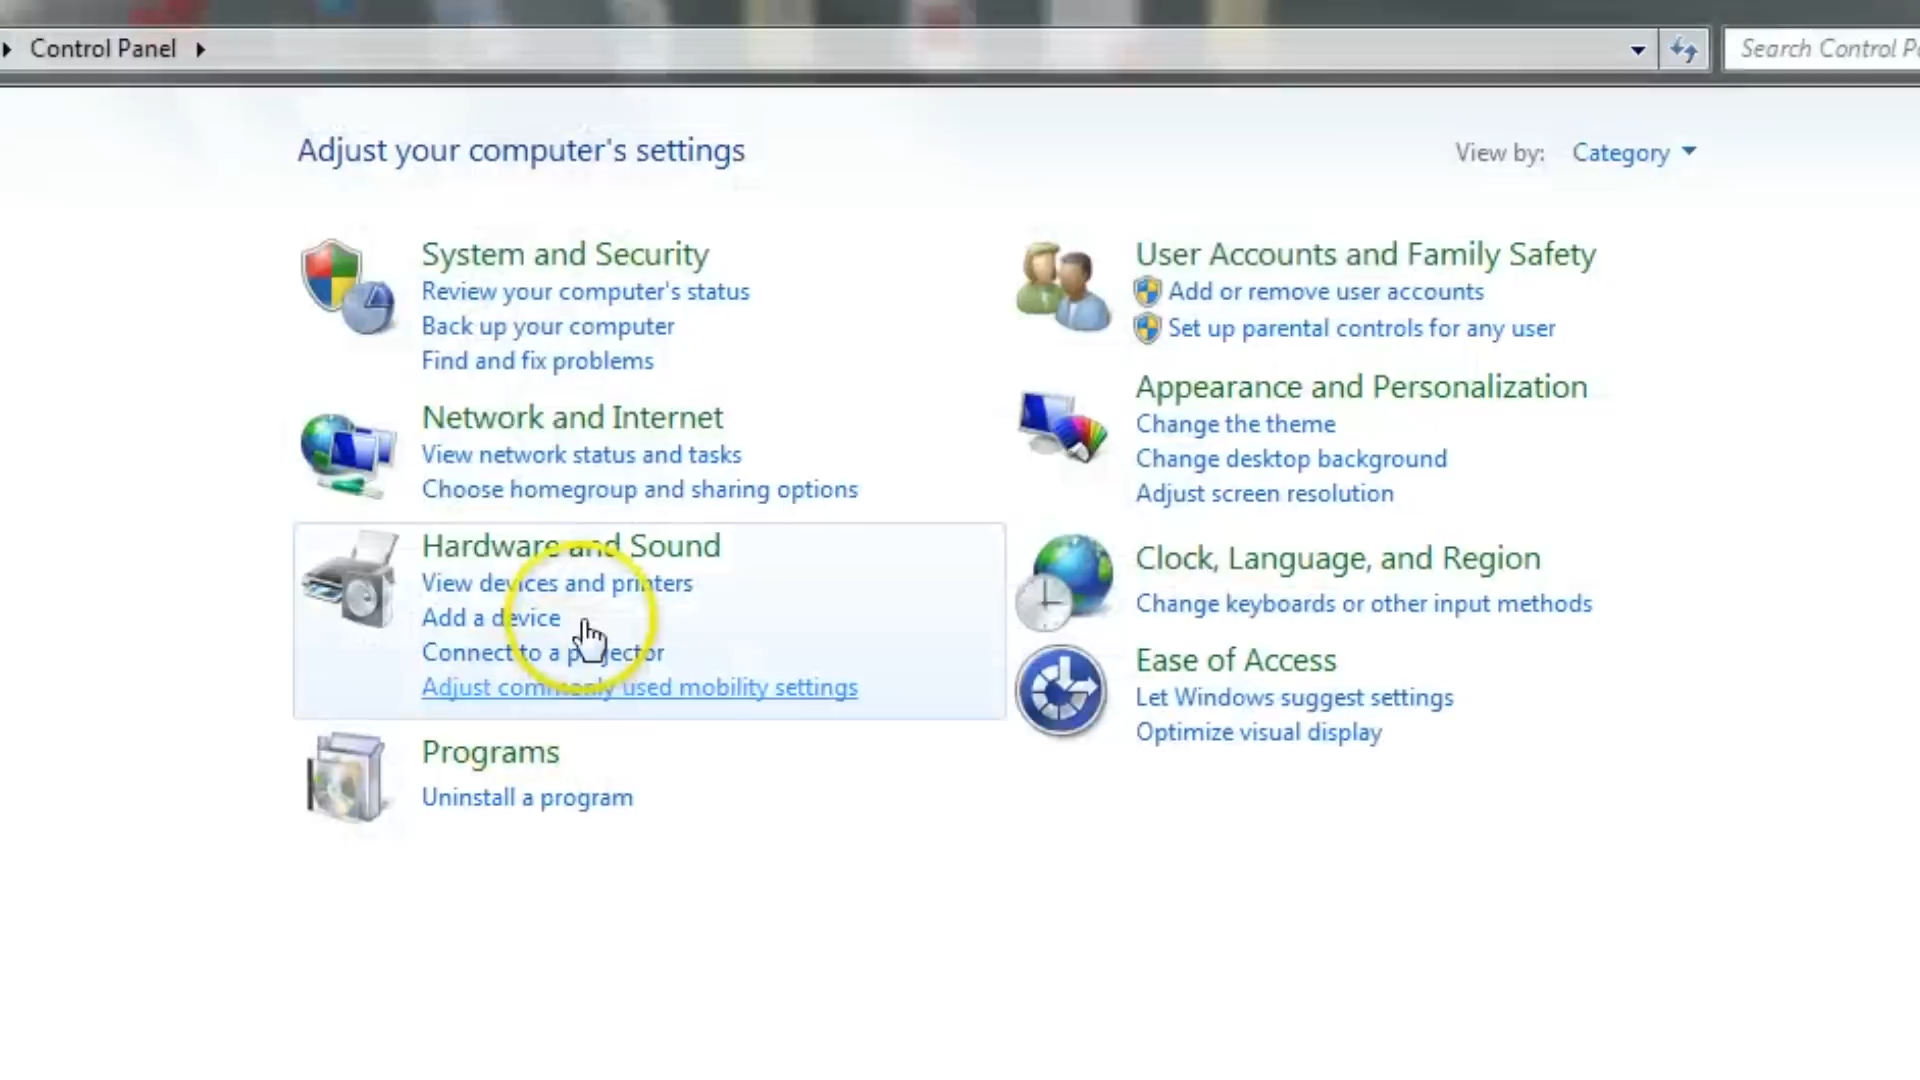 Control Panel
Search Control
Adjust your computer's settings
View by: Category
System and Security
Review your computer's status
Back up your computer
Find and fix problems
Network and Internet
View network status and tasks
Choose homegroup and sharing options
Hardware and Sound
View devices and printers
Add a device
Connect to a projector
Adjust commonly used mobility settings
Programs
Uninstall a program
User Accounts and Family Safety
Add or remove user accounts
Set up parental controls for any user
Appearance and Personalization
Change the theme
Change desktop background
Adjust screen resolution
Clock, Language, and Region
Change keyboards or other input methods
Ease of Access
Let Windows suggest settings
Optimize visual display